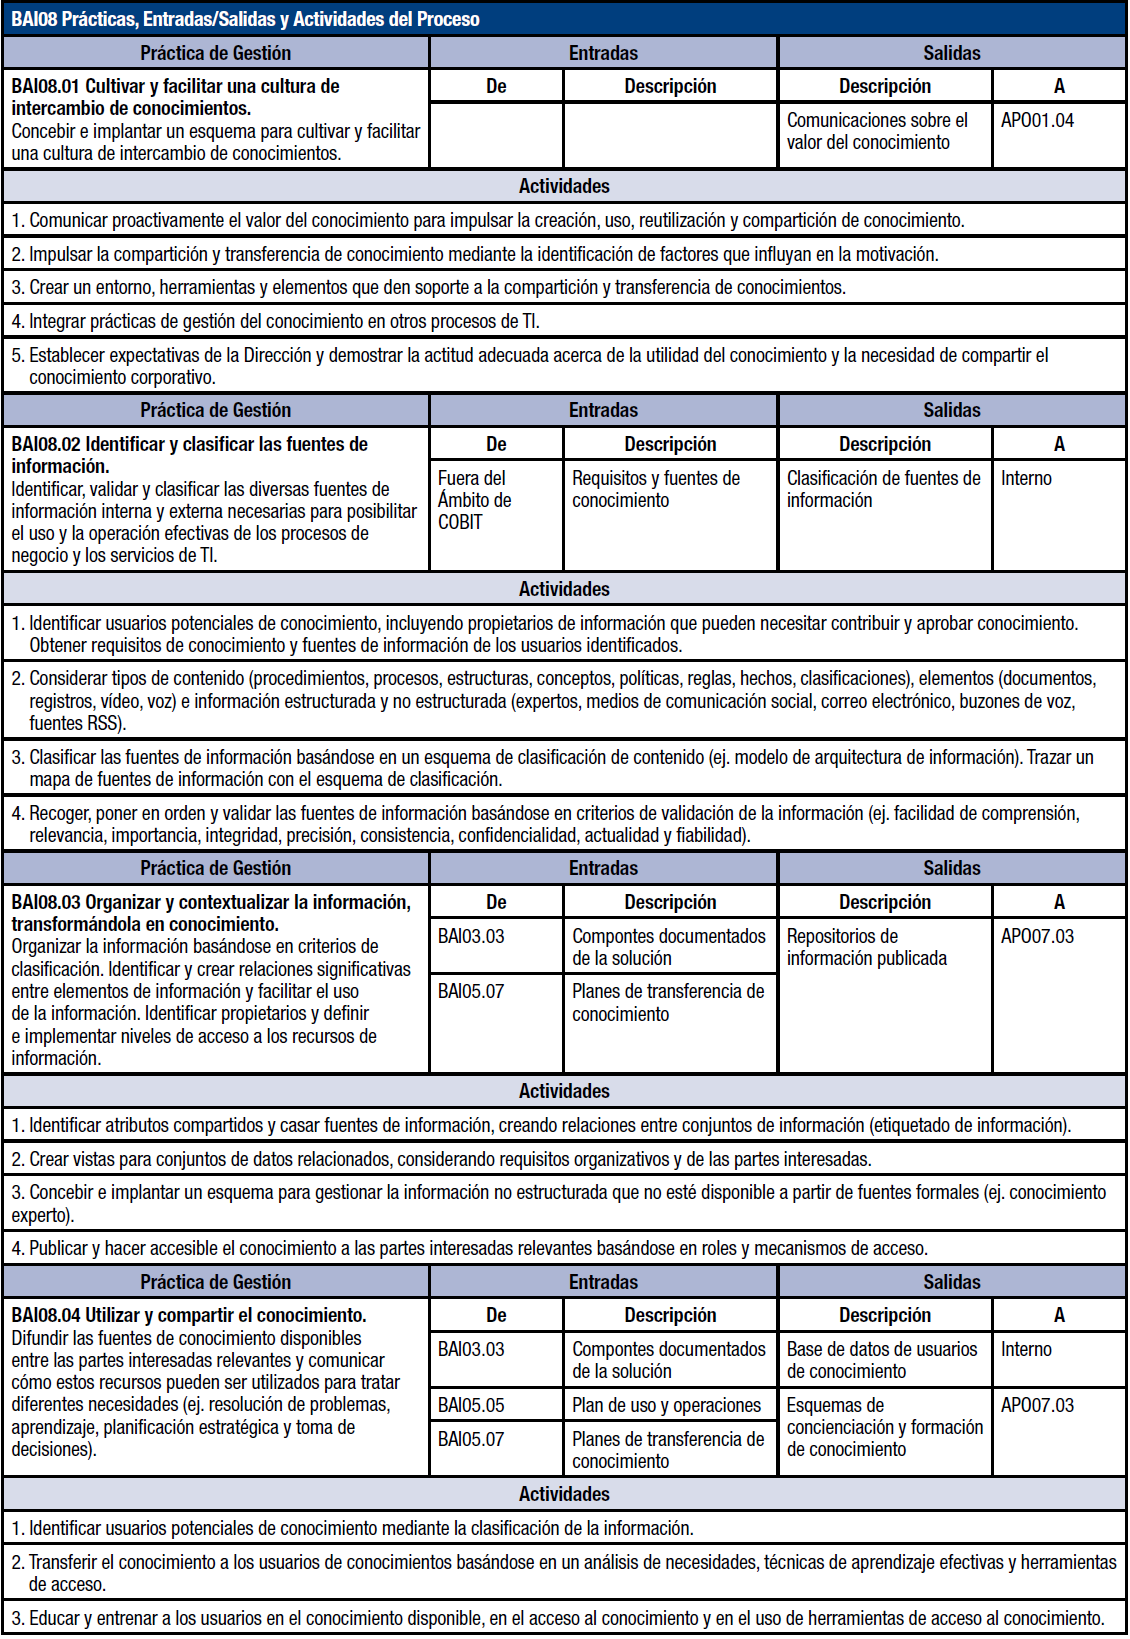 BAI08 Prácticas, Entradas/Salidas y Actividades del Proceso
Práctica de Gestión
Entradas
Salidas
BAI08.01 Cultivar y facilitar una cultura de
intercambio de conocimientos.
Concebir e implantar un esquema para cultivar y facilitar
una cultura de intercambio de conocimientos.
De
Descripción
Descripción
A
Comunicaciones sobre el
valor del conocimiento
APO01.04
Actividades
1. Comunicar proactivamente el valor del conocimiento para impulsar la creación, uso, reutilización y compartición de conocimiento.
2. Impulsar la compartición y transferencia de conocimiento mediante la identificación de factores que influyan en la motivación.
3. Crear un entorno, herramientas y elementos que den soporte a la compartición y transferencia de conocimientos.
4. Integrar prácticas de gestión del conocimiento en otros procesos de TI.
5. Establecer expectativas de la Dirección y demostrar la actitud adecuada acerca de la utilidad del conocimiento y la necesidad de compartir el
conocimiento corporativo.
Práctica de Gestión
Entradas
Salidas
BAI08.02 Identificar y clasificar las fuentes de
información.
Identificar, validar y clasificar las diversas fuentes de
información interna y externa necesarias para posibilitar
el uso y la operación efectivas de los procesos de
negocio y los servicios de TI.
De
Descripción
Descripción
A
Fuera del
Ámbito de
COBIT
Requisitos y fuentes de
conocimiento
Clasificación de fuentes de
información
Interno
Actividades
1. Identificar usuarios potenciales de conocimiento, incluyendo propietarios de información que pueden necesitar contribuir y aprobar conocimiento.
Obtener requisitos de conocimiento y fuentes de información de los usuarios identificados.
2. Considerar tipos de contenido (procedimientos, procesos, estructuras, conceptos, políticas, reglas, hechos, clasificaciones), elementos (documentos,
registros, vídeo, voz) e información estructurada y no estructurada (expertos, medios de comunicación social, correo electrónico, buzones de voz,
fuentes RSS).
3. Clasificar las fuentes de información basándose en un esquema de clasificación de contenido (ej. modelo de arquitectura de información). Trazar un
mapa de fuentes de información con el esquema de clasificación.
4. Recoger, poner en orden y validar las fuentes de información basándose en criterios de validación de la información (ej. facilidad de comprensión,
relevancia, importancia, integridad, precisión, consistencia, confidencialidad, actualidad y fiabilidad).
Práctica de Gestión
Entradas
Salidas
BAI08.03 Organizar y contextualizar la información,
transformándola en conocimiento.
Organizar la información basándose en criterios de
clasificación. Identificar y crear relaciones significativas
entre elementos de información y facilitar el uso
de la información. Identificar propietarios y definir
e implementar niveles de acceso a los recursos de
información.
De
Descripción
Descripción
A
BAI03.03
Compontes documentados
de la solución
Repositorios de
información publicada
APO07.03
BAI05.07
Planes de transferencia de
conocimiento
Actividades
1. Identificar atributos compartidos y casar fuentes de información, creando relaciones entre conjuntos de información (etiquetado de información).
2. Crear vistas para conjuntos de datos relacionados, considerando requisitos organizativos y de las partes interesadas.
3. Concebir e implantar un esquema para gestionar la información no estructurada que no esté disponible a partir de fuentes formales (ej. conocimiento
experto).
4. Publicar y hacer accesible el conocimiento a las partes interesadas relevantes basándose en roles y mecanismos de acceso.
Práctica de Gestión
Entradas
Salidas
BAI08.04 Utilizar y compartir el conocimiento.
Difundir las fuentes de conocimiento disponibles
entre las partes interesadas relevantes y comunicar
cómo estos recursos pueden ser utilizados para tratar
diferentes necesidades (ej. resolución de problemas,
aprendizaje, planificación estratégica y toma de
decisiones).
De
Descripción
Descripción
A
BAI03.03
Compontes documentados
de la solución
Base de datos de usuarios
de conocimiento
Interno
BAI05.05
Plan de uso y operaciones
Esquemas de
concienciación y formación
de conocimiento
APO07.03
BAI05.07
Planes de transferencia de
conocimiento
Actividades
1. Identificar usuarios potenciales de conocimiento mediante la clasificación de la información.
2. Transferir el conocimiento a los usuarios de conocimientos basándose en un análisis de necesidades, técnicas de aprendizaje efectivas y herramientas
de acceso.
3. Educar y entrenar a los usuarios en el conocimiento disponible, en el acceso al conocimiento y en el uso de herramientas de acceso al conocimiento.